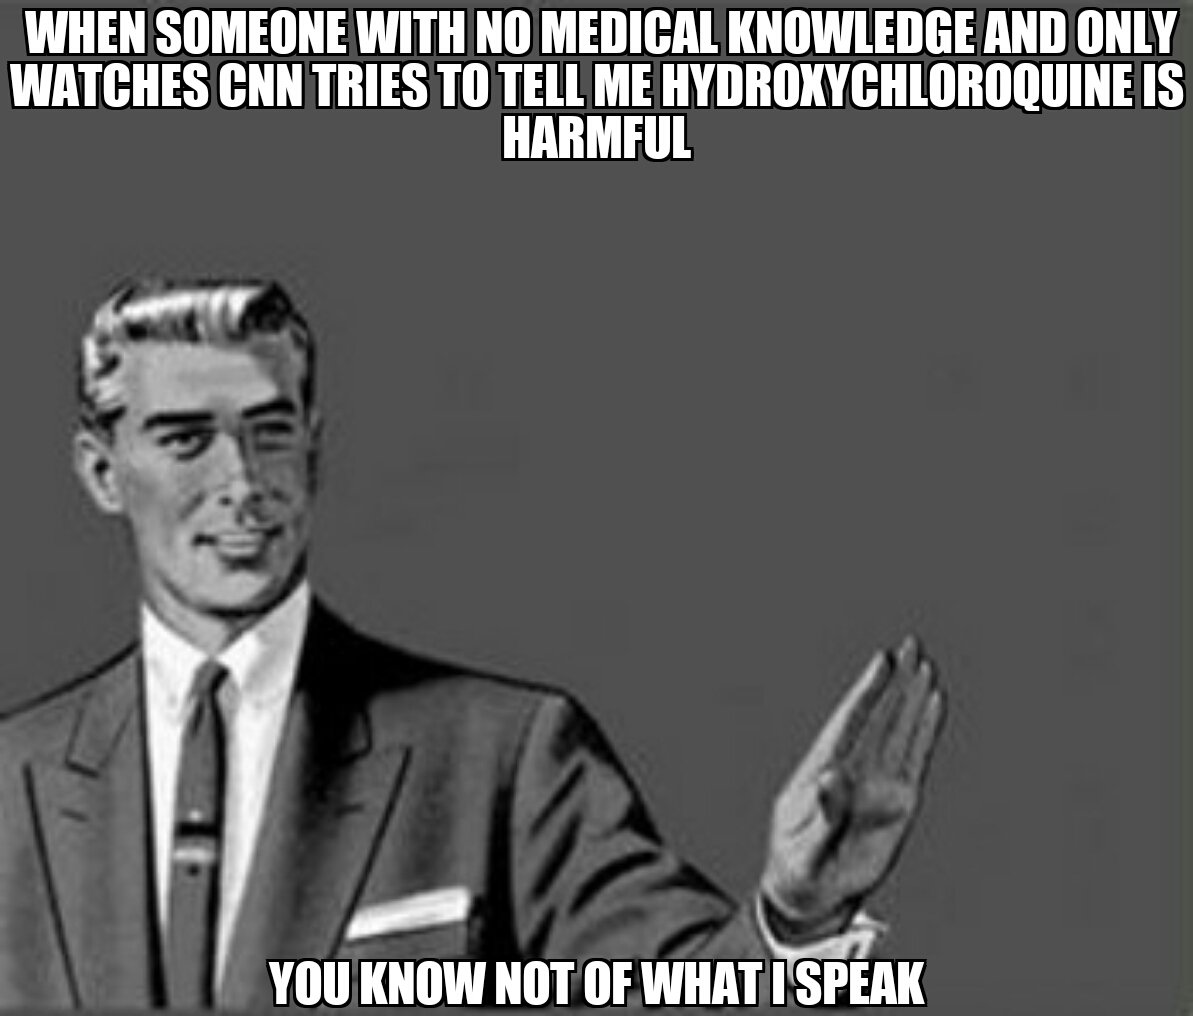 WHEN SOMEONE WITH NO MEDICAL KNOWLEDGE AND ONLY
WATCHES CNN TRIES TO TELL ME HYDROXYCHLOROQUINE IS
HARMFUL
YOU KNOW NOT OF WHAT I SPEAK